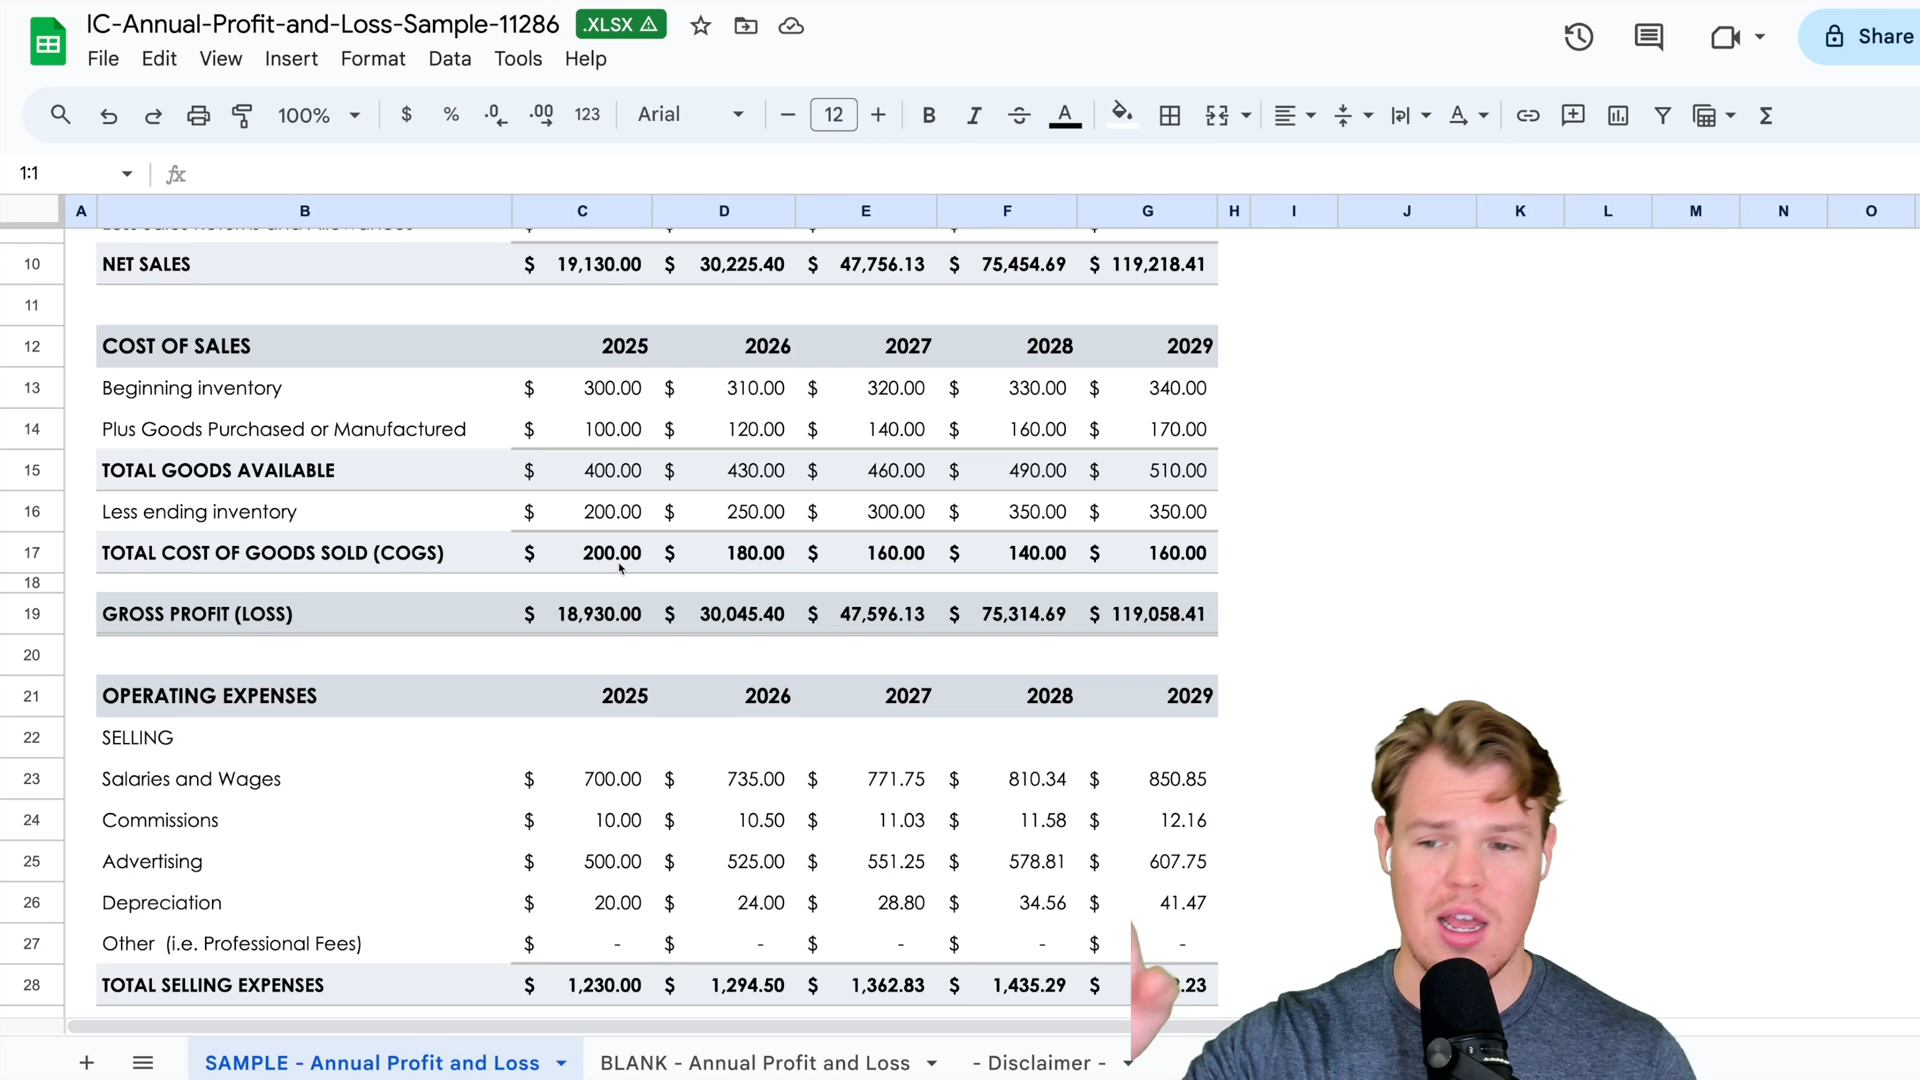 IC-Annual-Profit-and-Loss-Sample-11286 .XLSX
File Edit View Insert Format Data Tools Help
Share
100% $ % .0 .00 123 Arial 12 B I S A
1:1 fx
A B C D E F G H I J K L M N O
10 NET SALES $ 19,130.00 $ 30,225.40 $ 47,756.13 $ 75,454.69 $ 119,218.41
11
12 COST OF SALES 2025 2026 2027 2028 2029
13 Beginning inventory $ 300.00 $ 310.00 $ 320.00 $ 330.00 $ 340.00
14 Plus Goods Purchased or Manufactured $ 100.00 $ 120.00 $ 140.00 $ 160.00 $ 170.00
15 TOTAL GOODS AVAILABLE $ 400.00 $ 430.00 $ 460.00 $ 490.00 $ 510.00
16 Less ending inventory $ 200.00 $ 250.00 $ 300.00 $ 350.00 $ 350.00
17 TOTAL COST OF GOODS SOLD (COGS) $ 200.00 $ 180.00 $ 160.00 $ 140.00 $ 160.00
18
19 GROSS PROFIT (LOSS) $ 18,930.00 $ 30,045.40 $ 47,596.13 $ 75,314.69 $ 119,058.41
20
21 OPERATING EXPENSES 2025 2026 2027 2028 2029
22 SELLING
23 Salaries and Wages $ 700.00 $ 735.00 $ 771.75 $ 810.34 $ 850.85
24 Commissions $ 10.00 $ 10.50 $ 11.03 $ 11.58 $ 12.16
25 Advertising $ 500.00 $ 525.00 $ 551.25 $ 578.81 $ 607.75
26 Depreciation $ 20.00 $ 24.00 $ 28.80 $ 34.56 $ 41.47
27 Other (i.e. Professional Fees) $ - $ - $ - $ - $ -
28 TOTAL SELLING EXPENSES $ 1,230.00 $ 1,294.50 $ 1,362.83 $ 1,435.29 $ .23
SAMPLE - Annual Profit and Loss BLANK - Annual Profit and Loss - Disclaimer -